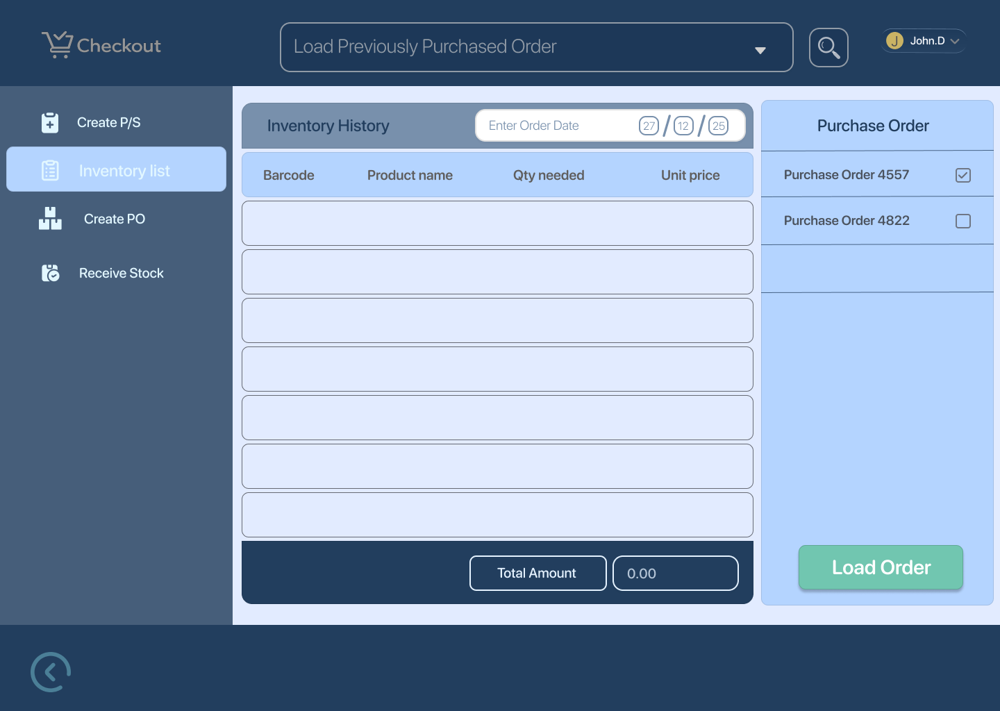 Checkout
Load Previously Purchased Order
J John.D
Create P/S
Inventory list
Create PO
Receive Stock
Inventory History
Enter Order Date 27 / 12 / 25
Barcode Product name Qty needed Unit price
Total Amount 0.00
Purchase Order
Purchase Order 4557
Purchase Order 4822
Load Order